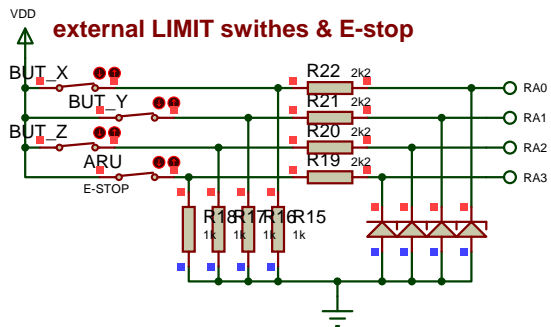 VDD
external LIMIT swithes & E-stop
BUT_X
R22
2k2
RA0
BUT_Y
R21
2k2
RA1
BUT_Z
R20
2k2
RA2
ARU
R19
2k2
RA3
E-STOP
R18
1k
R17
1k
R16
1k
R15
1k